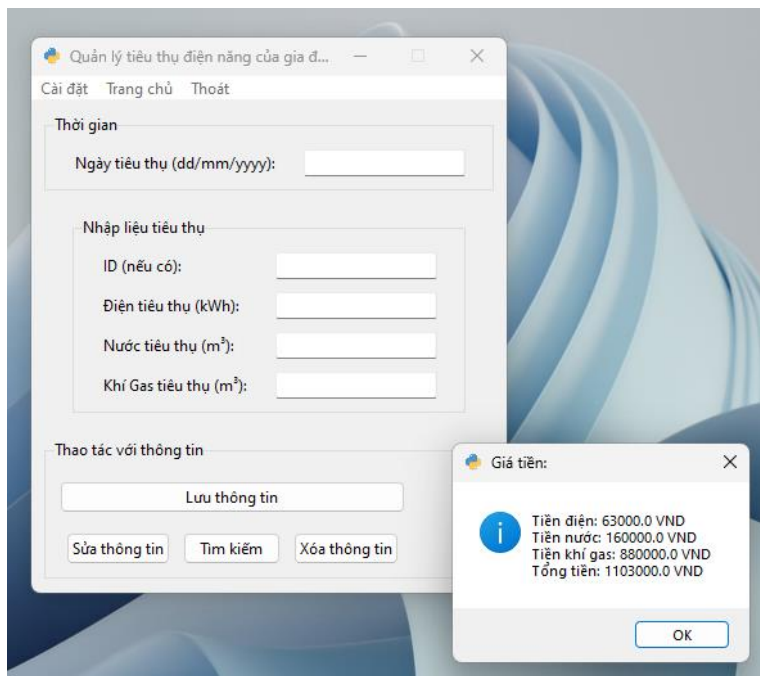 Quản lý tiêu thụ điện năng của gia đ...
Cài đặt Trang chủ Thoát
Thời gian
Ngày tiêu thụ (dd/mm/yyyy):
Nhập liệu tiêu thụ
ID (nếu có):
Điện tiêu thụ (kWh):
Nước tiêu thụ (m³):
Khí Gas tiêu thụ (m³):
Thao tác với thông tin
Lưu thông tin
Sửa thông tin Tìm kiếm Xóa thông tin
Giá tiền:
Tiền điện: 63000.0 VND
Tiền nước: 160000.0 VND
Tiền khí gas: 880000.0 VND
Tổng tiền: 1103000.0 VND
OK